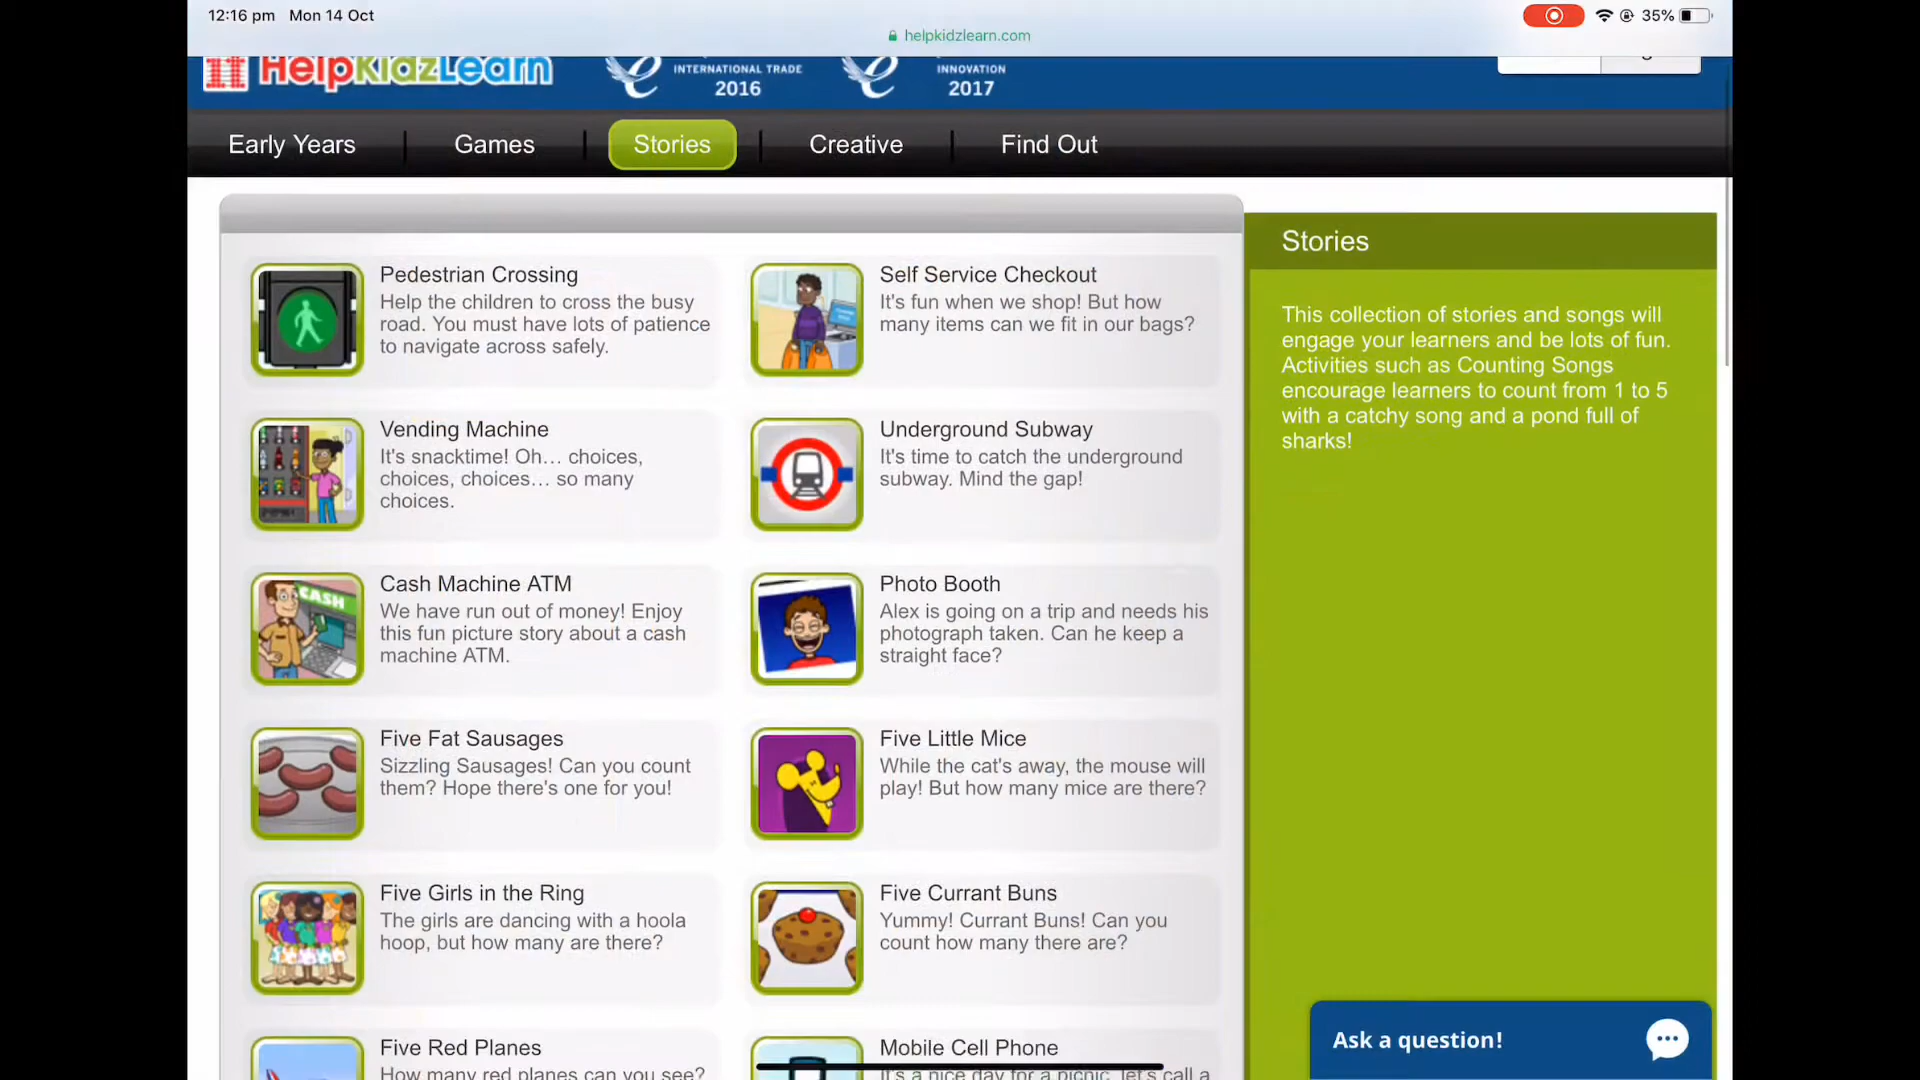 12:16 pm Mon 14 Oct
35%
helpkidzlearn.com
HelpKidzLearn
INTERNATIONAL TRADE
2016
INNOVATION
2017
Early Years
Games
Stories
Creative
Find Out
Pedestrian Crossing
Help the children to cross the busy
road. You must have lots of patience
to navigate across safely.
Self Service Checkout
It's fun when we shop! But how
many items can we fit in our bags?
Vending Machine
It's snacktime! Oh... choices,
choices, choices... so many
choices.
Underground Subway
It's time to catch the underground
subway. Mind the gap!
CASH
Cash Machine ATM
We have run out of money! Enjoy
this fun picture story about a cash
machine ATM.
Photo Booth
Alex is going on a trip and needs his
photograph taken. Can he keep a
straight face?
Five Fat Sausages
Sizzling Sausages! Can you count
them? Hope there's one for you!
Five Little Mice
While the cat's away, the mouse will
play! But how many mice are there?
Five Girls in the Ring
The girls are dancing with a hoola
hoop, but how many are there?
Five Currant Buns
Yummy! Currant Buns! Can you
count how many there are?
Five Red Planes
How many red planes can you see?
Mobile Cell Phone
It's a nice day for a picnic, let's call a
Stories
This collection of stories and songs will
engage your learners and be lots of fun.
Activities such as Counting Songs
encourage learners to count from 1 to 5
with a catchy song and a pond full of
sharks!
Ask a question!